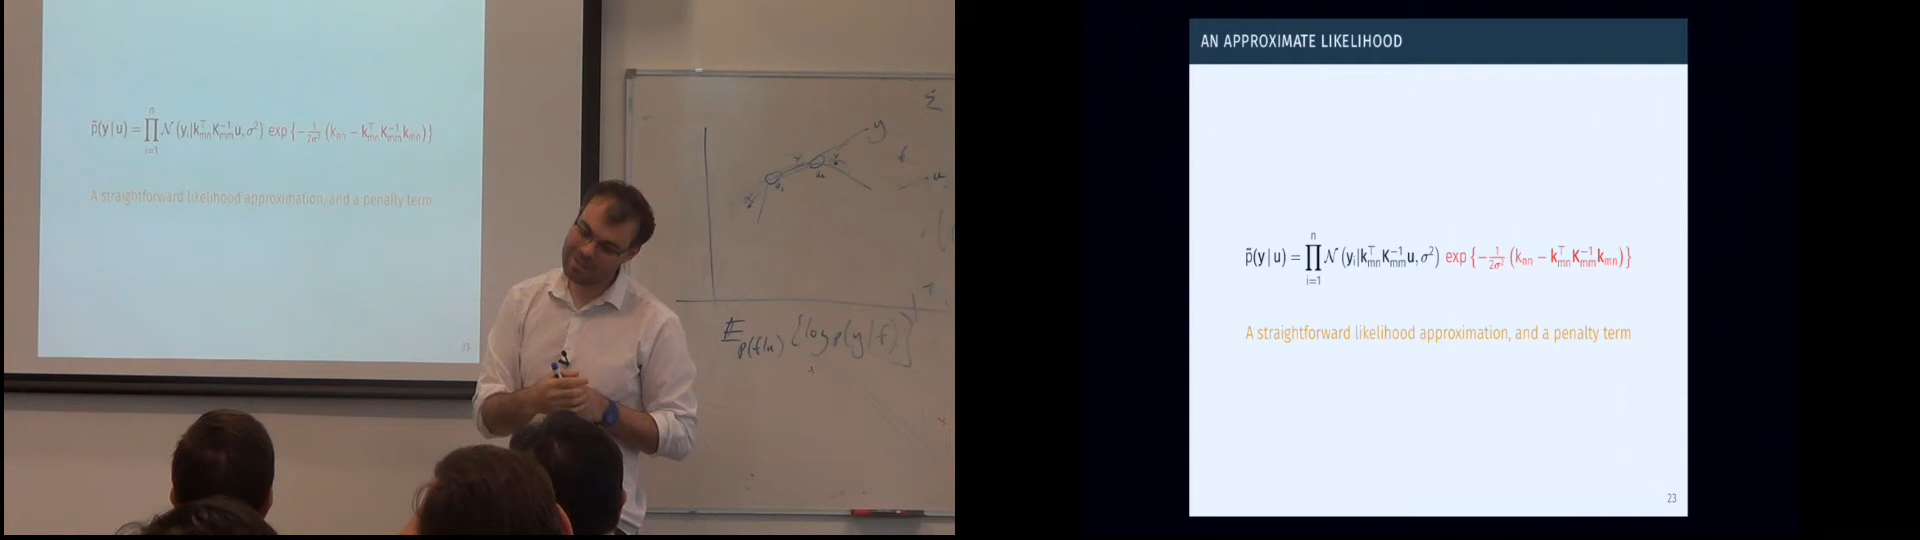 p̃(y | u) = ∏ᵢ₌₁ⁿ 𝒩 (yᵢ|kₘₙᵀKₘₘ⁻¹u, σ²) exp {−1/2σ² (kₙₙ − kₘₙᵀKₘₘ⁻¹kₘₙ)}
A straightforward likelihood approximation, and a penalty term
23
Σ
y
u
T
𝔼p(f|u) {log p(y|f)}
AN APPROXIMATE LIKELIHOOD
p̃(y | u) = ∏ᵢ₌₁ⁿ 𝒩 (yᵢ|kₘₙᵀKₘₘ⁻¹u, σ²) exp {−1/2σ² (kₙₙ − kₘₙᵀKₘₘ⁻¹kₘₙ)}
A straightforward likelihood approximation, and a penalty term
23